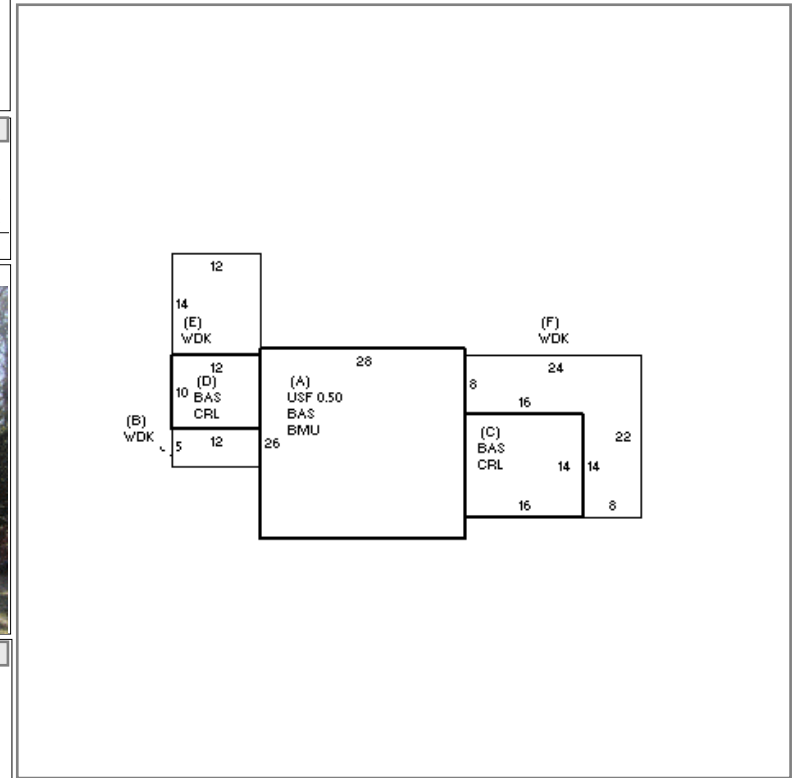 12
14
(E)
WDK
12
10
(D)
BAS
CRL
(B)
WDK
5
12
28
(A)
USF 0.50
BAS
BMU
26
(F)
WDK
24
8
16
22
(C)
BAS
CRL
14
14
16
8